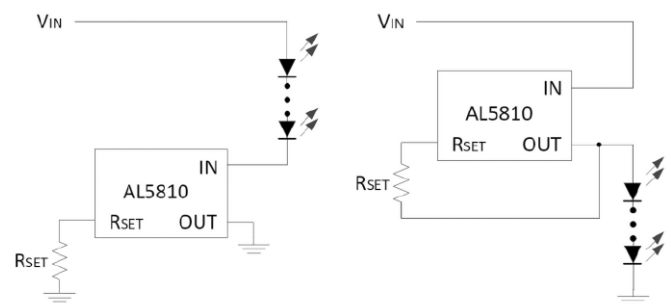 VIN
IN
AL5810
RSET OUT
RSET
VIN
IN
AL5810
RSET OUT
RSET